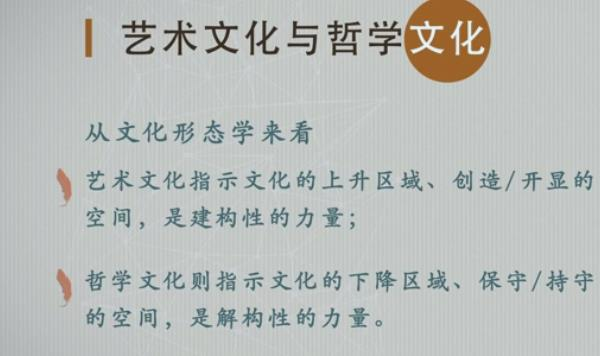 艺术文化与哲学文化
从文化形态学来看
艺术文化指示文化的上升区域、创造/开显的
空间，是建构性的力量；
哲学文化则指示文化的下降区域、保守/持守
的空间，是解构性的力量。